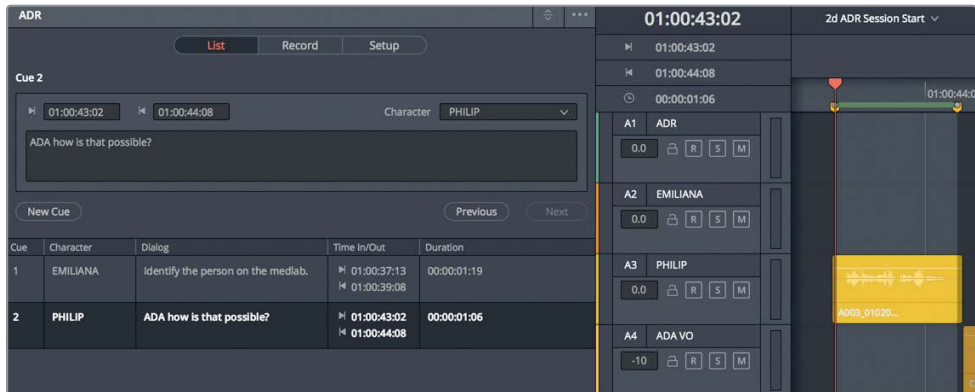 ADR
List Record Setup
Cue 2
01:00:43:02 01:00:44:08 Character PHILIP
ADA how is that possible?
New Cue Previous Next
Cue Character Dialog Time In/Out Duration
1 EMILIANA Identify the person on the medlab. 01:00:37:13 00:00:01:19
01:00:39:08
2 PHILIP ADA how is that possible? 01:00:43:02 00:00:01:06
01:00:44:08
01:00:43:02
01:00:43:02
01:00:44:08
00:00:01:06
A1 ADR
0.0 R S M
A2 EMILIANA
0.0 R S M
A3 PHILIP
0.0 R S M
A4 ADA VO
-10 R S M
2d ADR Session Start
01:00:44:0
A003_01020...